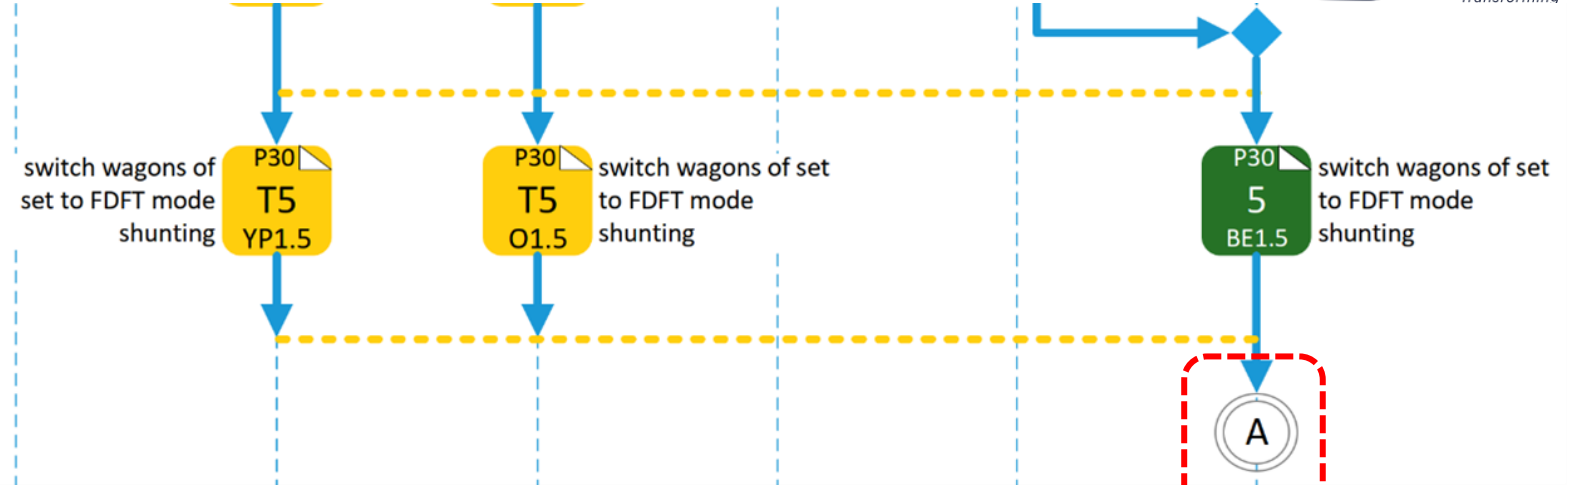 Transforming
switch wagons of
set to FDFT mode
shunting
P30
T5
YP1.5
P30
T5
O1.5
switch wagons of set
to FDFT mode
shunting
P30
5
BE1.5
switch wagons of set
to FDFT mode
shunting
A